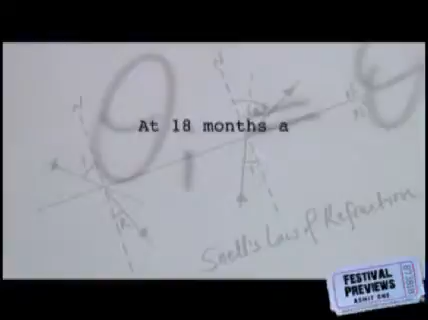 At 18 months a
Snell's Law of Refraction
FESTIVAL
PREVIEWS
ADMIT ONE